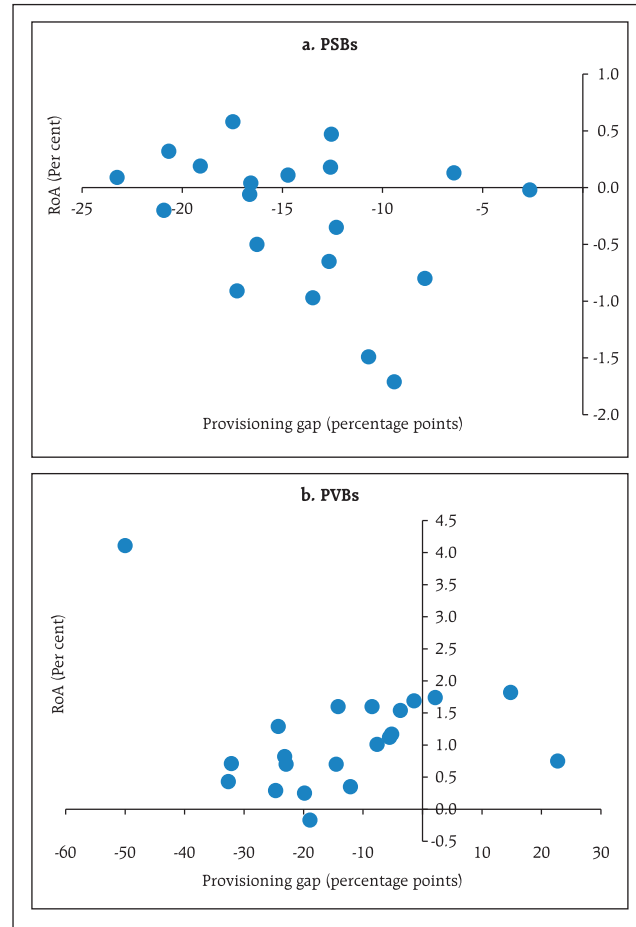 a. PSBs
1.0
0.5
0.0
-25 -20 -15 -10 -5
-0.5
-1.0
-1.5
-2.0
RoA (Per cent)
Provisioning gap (percentage points)
b. PVBs
4.5
4.0
3.5
3.0
2.5
2.0
1.5
1.0
0.5
0.0
-0.5
RoA (Per cent)
-60 -50 -40 -30 -20 -10 10 20 30
Provisioning gap (percentage points)